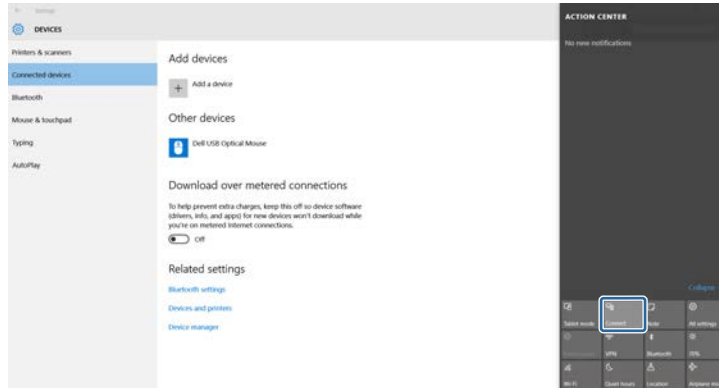 Settings
DEVICES
Printers & scanners
Connected devices
Bluetooth
Mouse & touchpad
Typing
AutoPlay
Add devices
Add a device
Other devices
Dell USB Optical Mouse
Download over metered connections
To help prevent extra charges, keep this off so device software
(drivers, info, and apps) for new devices won't download while
you're on metered Internet connections.
Off
Related settings
Bluetooth settings
Devices and printers
Device manager
ACTION CENTER
No new notifications
Collapse
Tablet mode
Connect
Note
All settings
VPN
Bluetooth
70%
Wi-Fi
Quiet hours
Location
Airplane mo